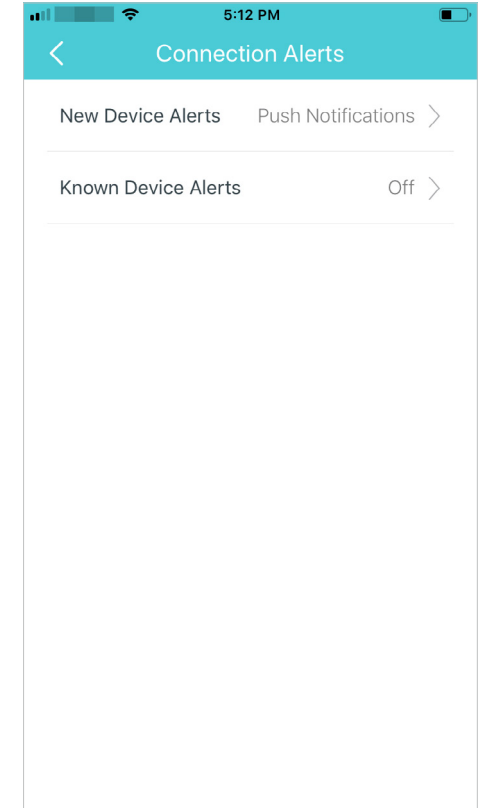 5:12 PM
Connection Alerts
New Device Alerts Push Notifications
Known Device Alerts Off